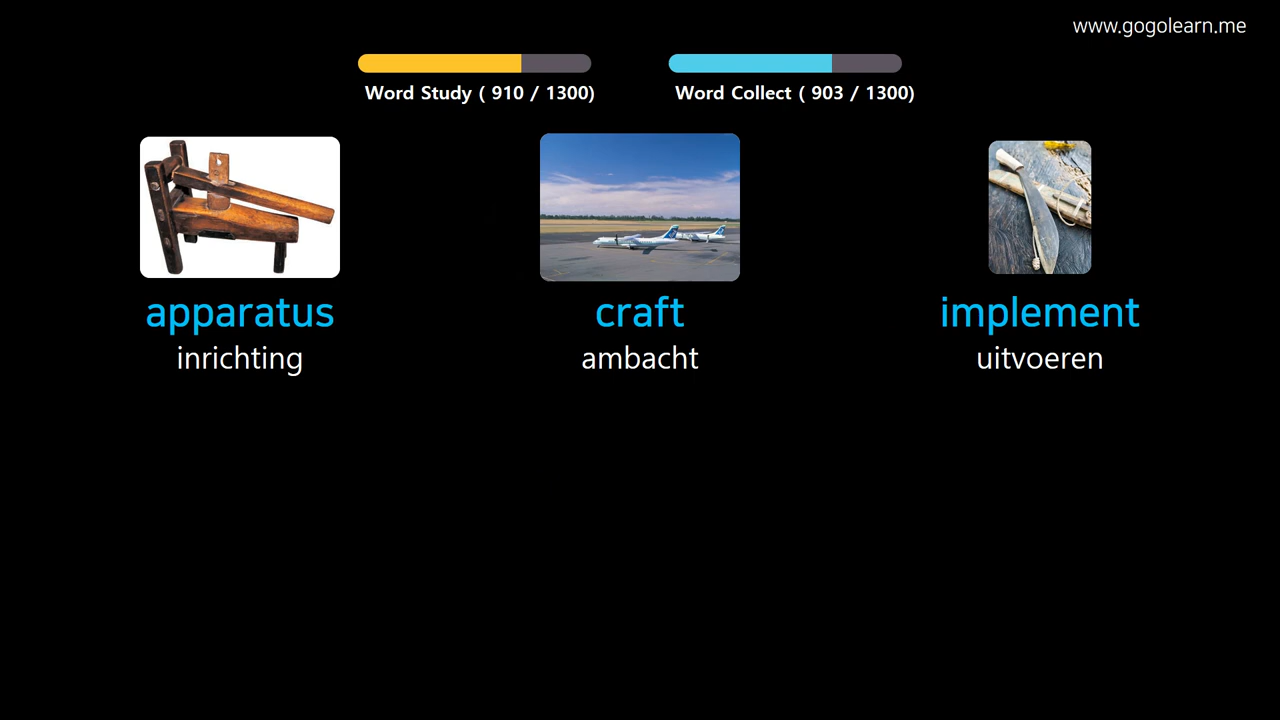 www.gogolearn.me
Word Study ( 910 / 1300)
Word Collect ( 903 / 1300)
apparatus
craft
implement
inrichting
ambacht
uitvoeren